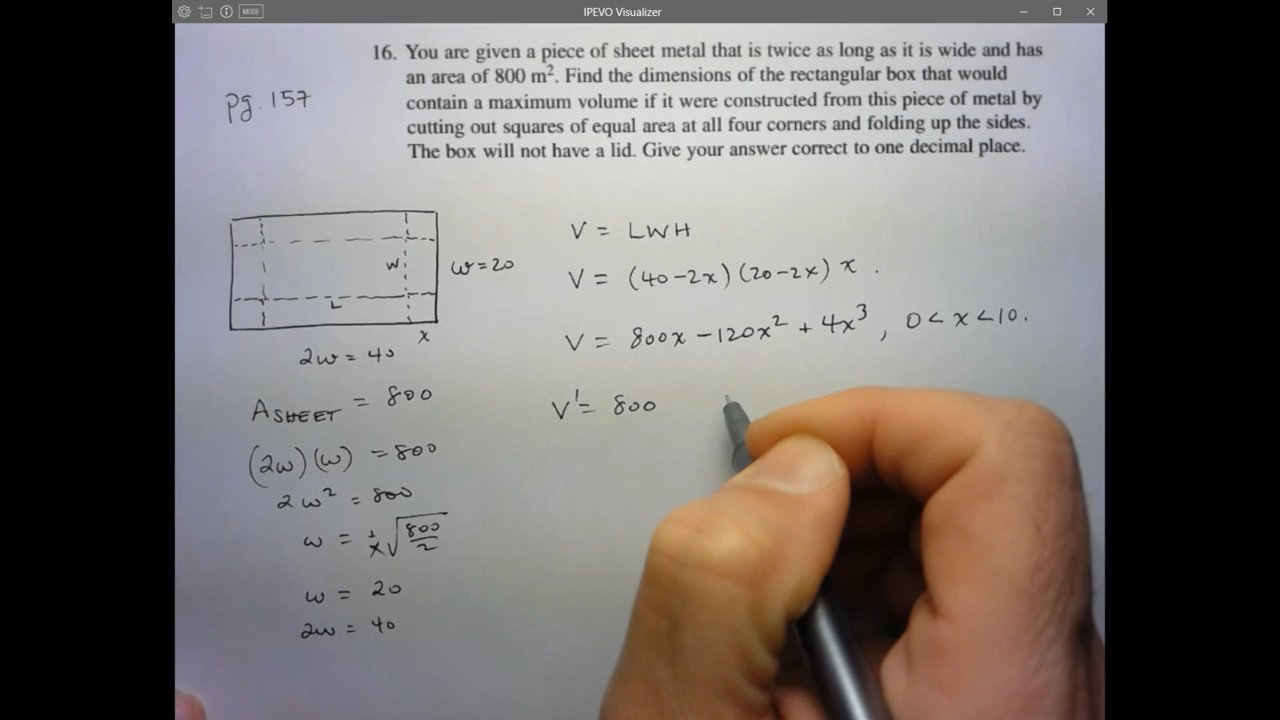 MODE
IPEVO Visualizer
16. You are given a piece of sheet metal that is twice as long as it is wide and has
an area of 800 m². Find the dimensions of the rectangular box that would
contain a maximum volume if it were constructed from this piece of metal by
cutting out squares of equal area at all four corners and folding up the sides.
The box will not have a lid. Give your answer correct to one decimal place.
pg. 157
W
w = 20
L
x
2w = 40
A SHEET = 800
(2w)(w) = 800
2w² = 800
w = ±√(800/2)
w = 20
2w = 40
V = LWH
V = (40-2x)(20-2x) x .
V = 800x - 120x² + 4x³ , 0 < x < 10.
V' = 800